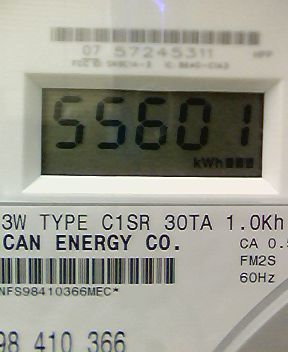 07 57245311
55601
kWh
3W TYPE C1SR 30TA 1.0Kh
CAN ENERGY CO.
CA 0.5
FM2S
60Hz
NFS98410366MEC*
98 410 366